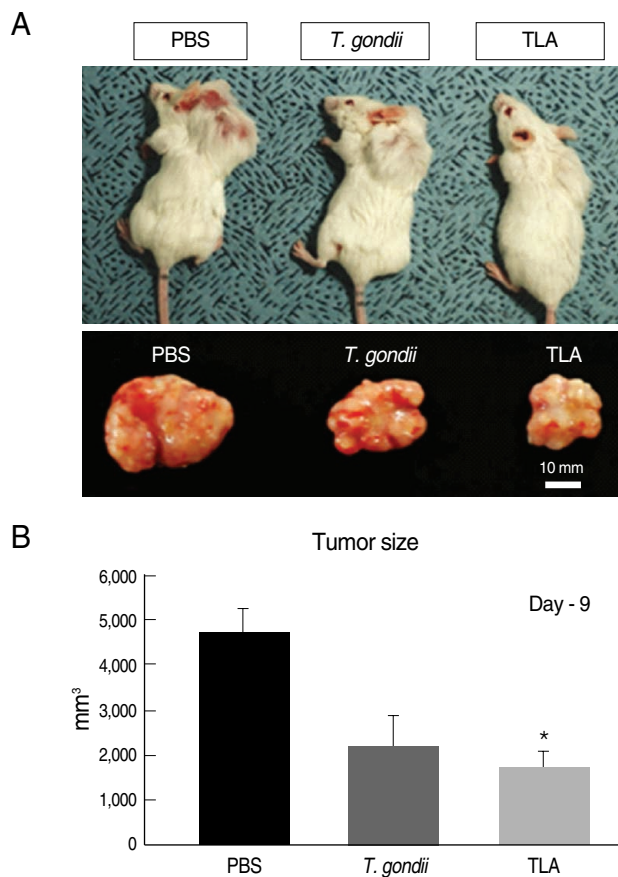 A
PBS T. gondii TLA
PBS T. gondii TLA
10 mm
B
Tumor size
Day - 9
6,000
5,000
4,000
3,000
2,000
1,000
0
mm³
*
PBS T. gondii TLA